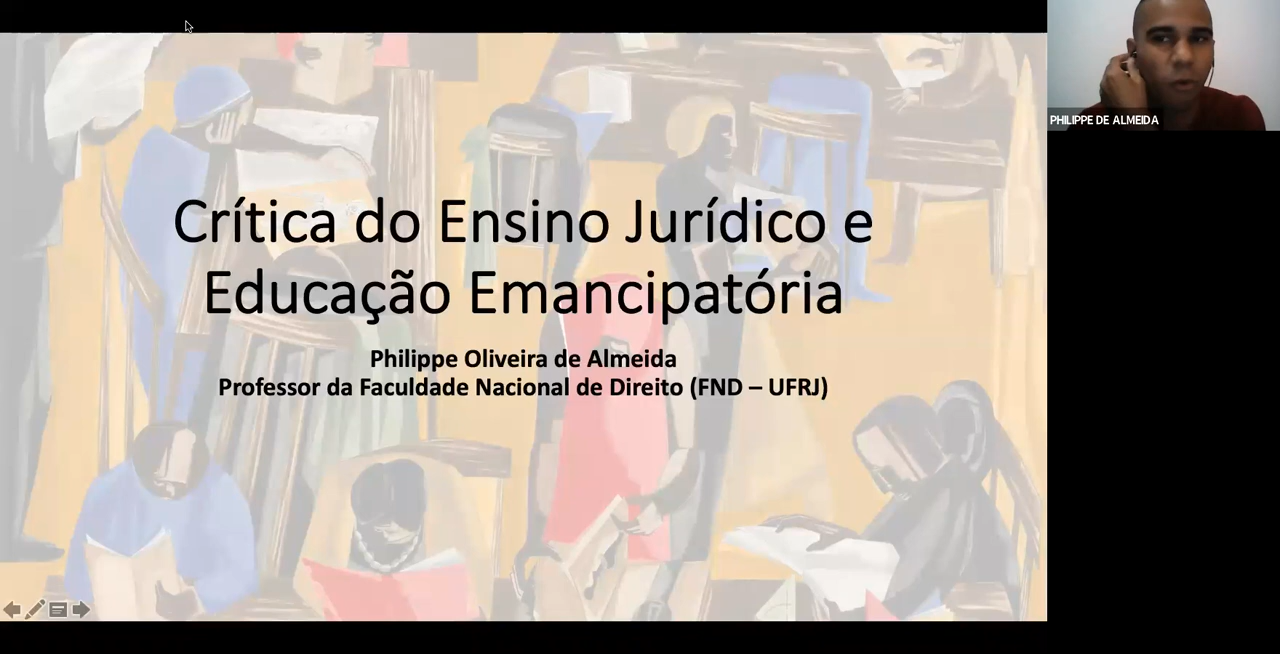 Crítica do Ensino Jurídico e
Educação Emancipatória
Philippe Oliveira de Almeida
Professor da Faculdade Nacional de Direito (FND – UFRJ)
PHILIPPE DE ALMEIDA